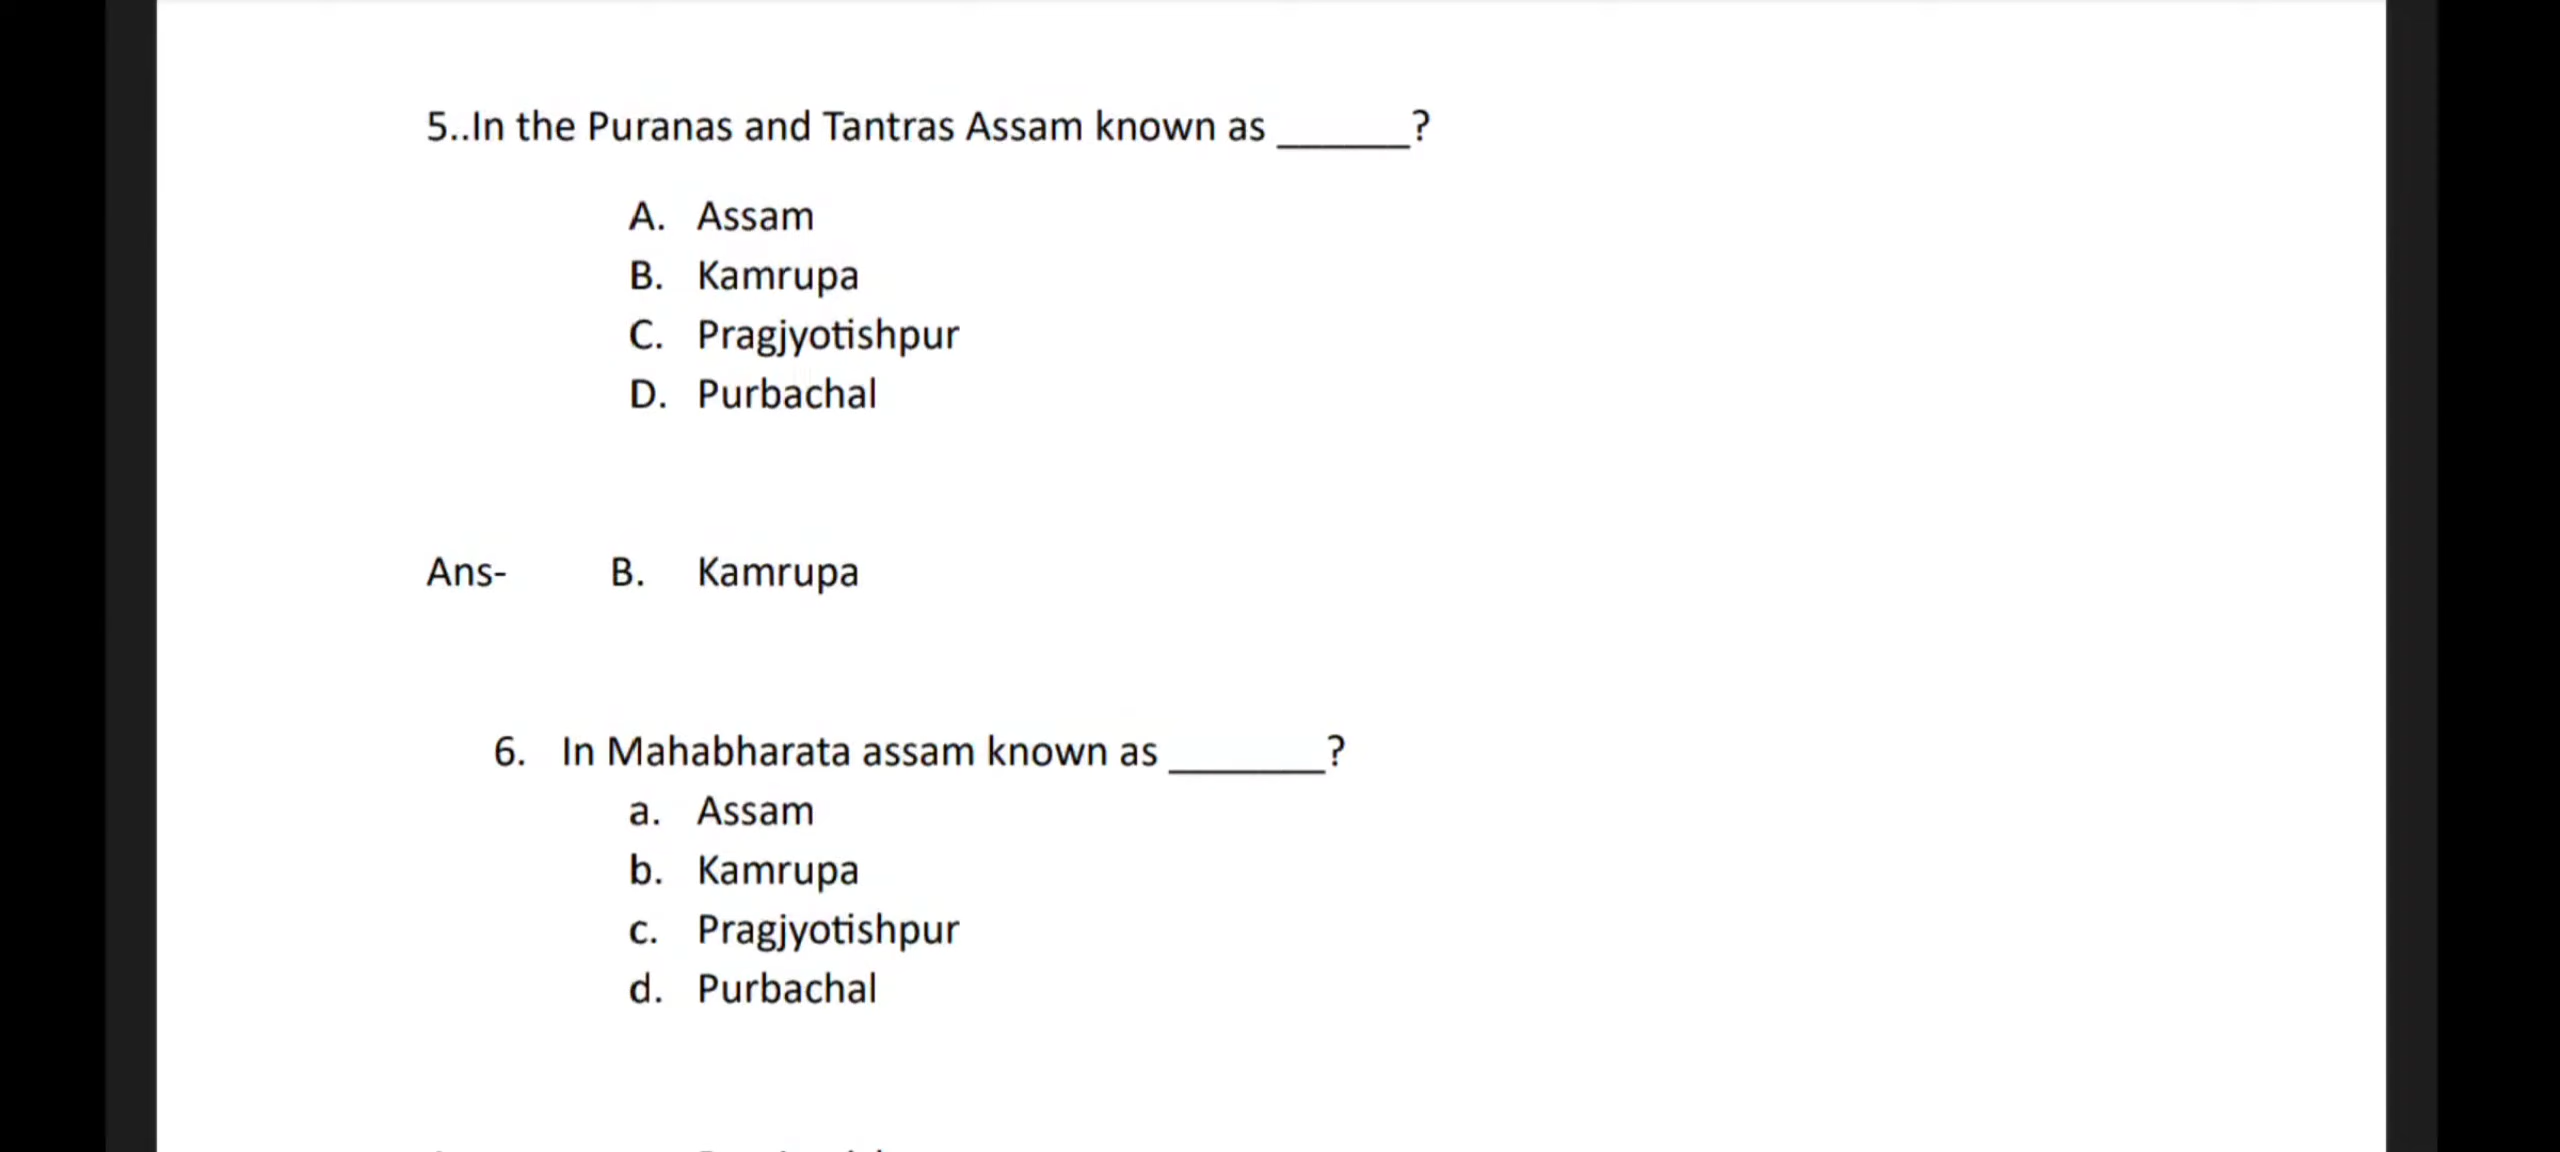 5..In the Puranas and Tantras Assam known as ______?
A. Assam
B. Kamrupa
C. Pragjyotishpur
D. Purbachal
Ans- B. Kamrupa
6. In Mahabharata assam known as _______?
a. Assam
b. Kamrupa
c. Pragjyotishpur
d. Purbachal